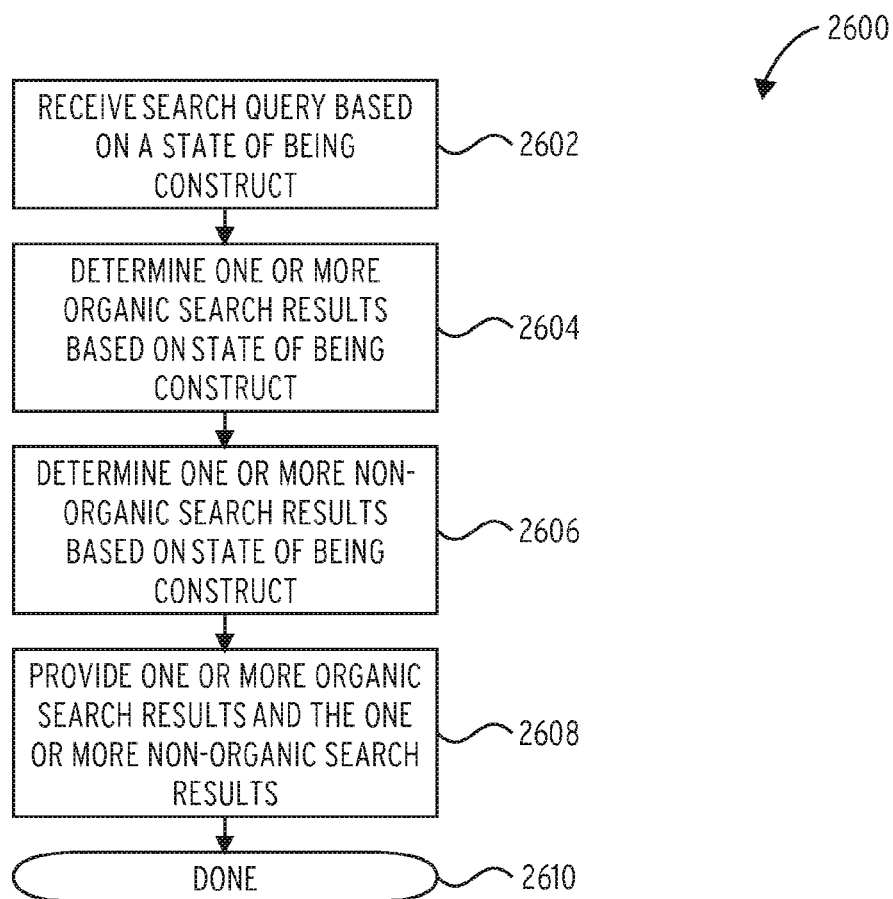 2600
RECEIVE SEARCH QUERY BASED
ON A STATE OF BEING
CONSTRUCT
2602
DETERMINE ONE OR MORE
ORGANIC SEARCH RESULTS
BASED ON STATE OF BEING
CONSTRUCT
2604
DETERMINE ONE OR MORE NON-
ORGANIC SEARCH RESULTS
BASED ON STATE OF BEING
CONSTRUCT
2606
PROVIDE ONE OR MORE ORGANIC
SEARCH RESULTS AND THE ONE
OR MORE NON-ORGANIC SEARCH
RESULTS
2608
DONE
2610